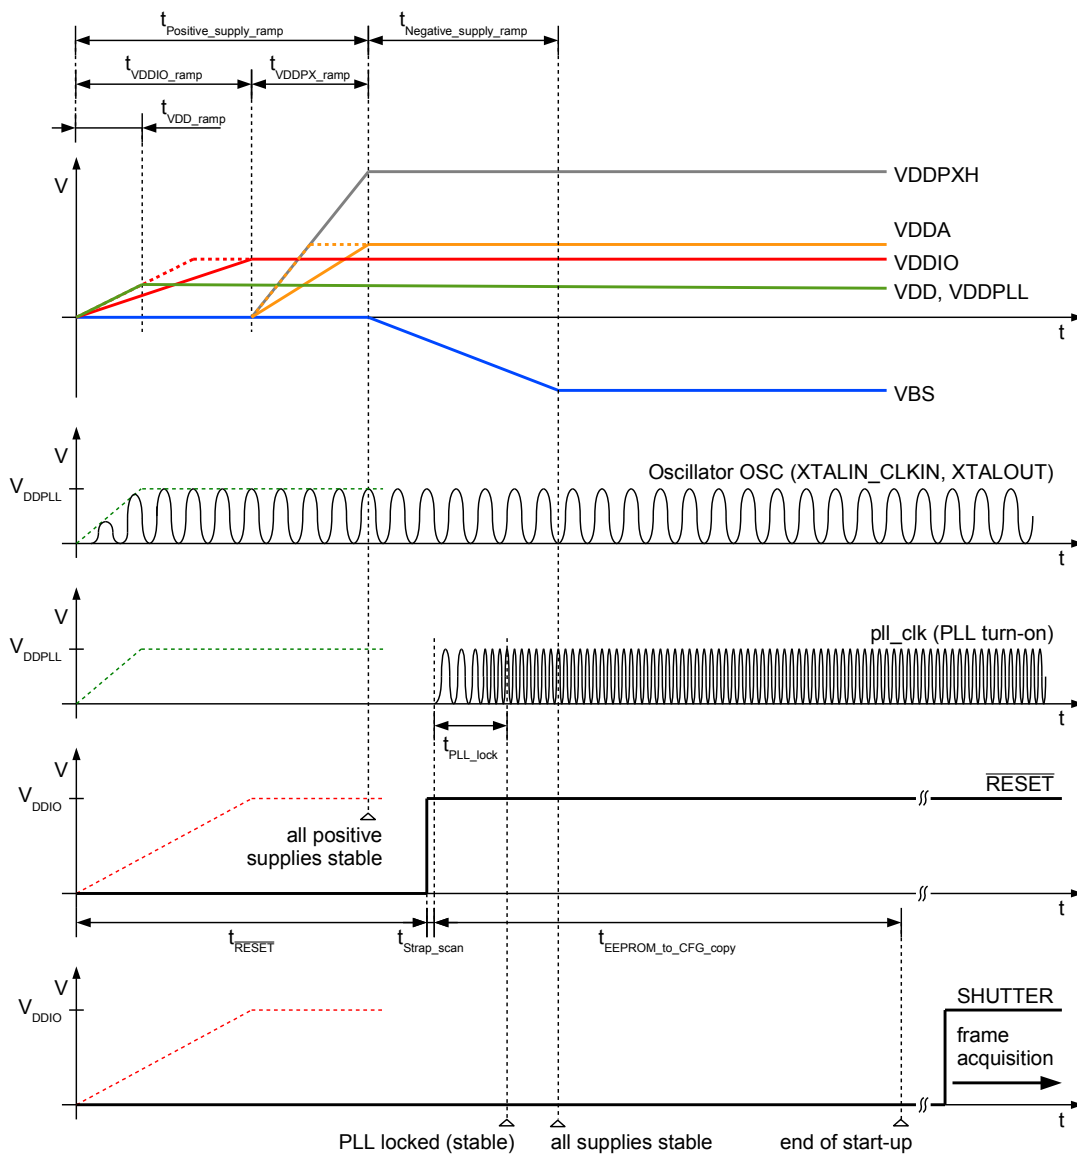 tPositive_supply_ramp
tNegative_supply_ramp
tVDDIO_ramp
tVDDPX_ramp
tVDD_ramp
V
VDDPXH
VDDA
VDDIO
VDD, VDDPLL
t
VBS
V
VDDPLL
Oscillator OSC (XTALIN_CLKIN, XTALOUT)
t
V
VDDPLL
pll_clk (PLL turn-on)
t
tPLL_lock
V
VDDIO
RESET
all positive
supplies stable
t
tRESET
tStrap_scan
tEEPROM_to_CFG_copy
V
VDDIO
SHUTTER
frame
acquisition
t
PLL locked (stable)
all supplies stable
end of start-up